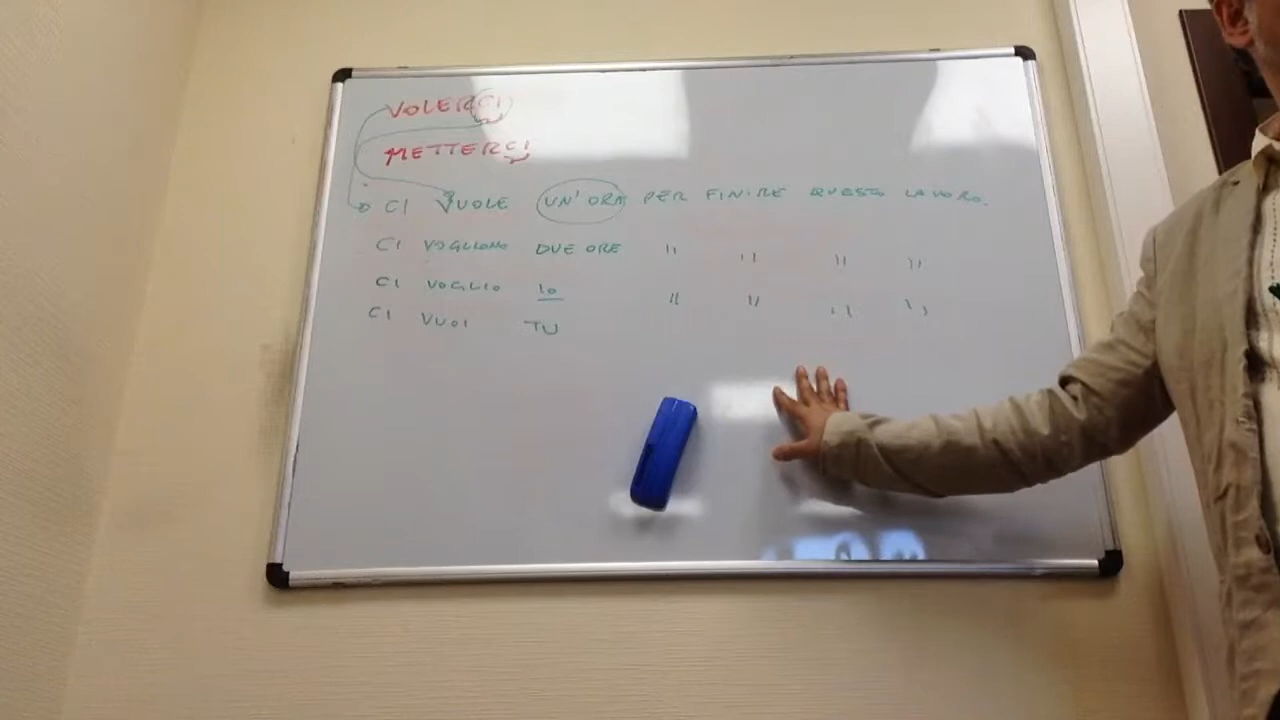 VOLERCI
METTERCI
CI VUOLE UN'ORA PER FINIRE QUESTO LAVORO.
CI VOGLIONO DUE ORE " " " "
CI VOGLIO IO " " " "
CI VUOI TU